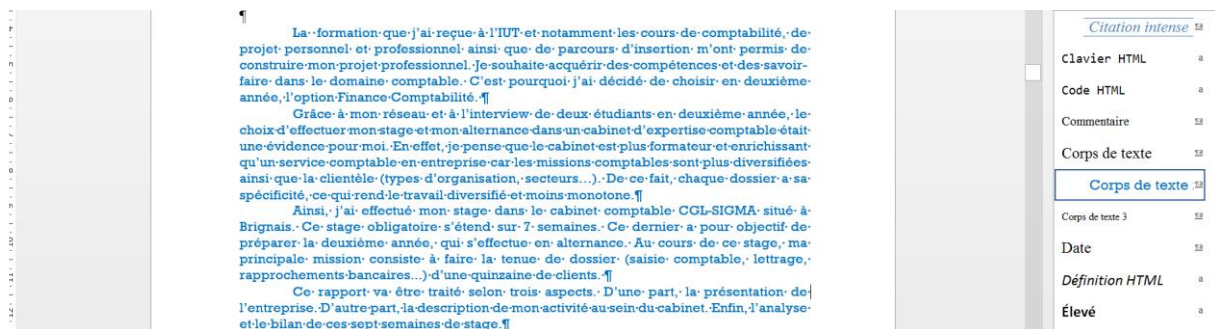 ¶
La formation que j'ai reçue à l'IUT et notamment les cours de comptabilité, de
projet personnel et professionnel ainsi que de parcours d'insertion m'ont permis de
construire mon projet professionnel. Je souhaite acquérir des compétences et des savoir-
faire dans le domaine comptable. C'est pourquoi j'ai décidé de choisir en deuxième
année, l'option Finance Comptabilité. ¶
Grâce à mon réseau et à l'interview de deux étudiants en deuxième année, le
choix d'effectuer mon stage et mon alternance dans un cabinet d'expertise comptable était
une évidence pour moi. En effet, je pense que le cabinet est plus formateur et enrichissant
qu'un service comptable en entreprise car les missions comptables sont plus diversifiées
ainsi que la clientèle (types d'organisation, secteurs...). De ce fait, chaque dossier a sa
spécificité, ce qui rend le travail diversifié et moins monotone.¶
Ainsi, j'ai effectué mon stage dans le cabinet comptable CGL-SIGMA situé à
Brignais. Ce stage obligatoire s'étend sur 7 semaines. Ce dernier a pour objectif de
préparer la deuxième année, qui s'effectue en alternance. Au cours de ce stage, ma
principale mission consiste à faire la tenue de dossier (saisie comptable, lettrage,
rapprochements bancaires...) d'une quinzaine de clients. ¶
Ce rapport va être traité selon trois aspects. D'une part, la présentation de
l'entreprise. D'autre part, la description de mon activité au sein du cabinet. Enfin, l'analyse
et le bilan de ces sept semaines de stage.¶
Citation intense ¶a
Clavier HTML a
Code HTML a
Commentaire ¶a
Corps de texte ¶a
Corps de texte ¶a
Corps de texte 3 ¶a
Date ¶a
Définition HTML a
Élevé a